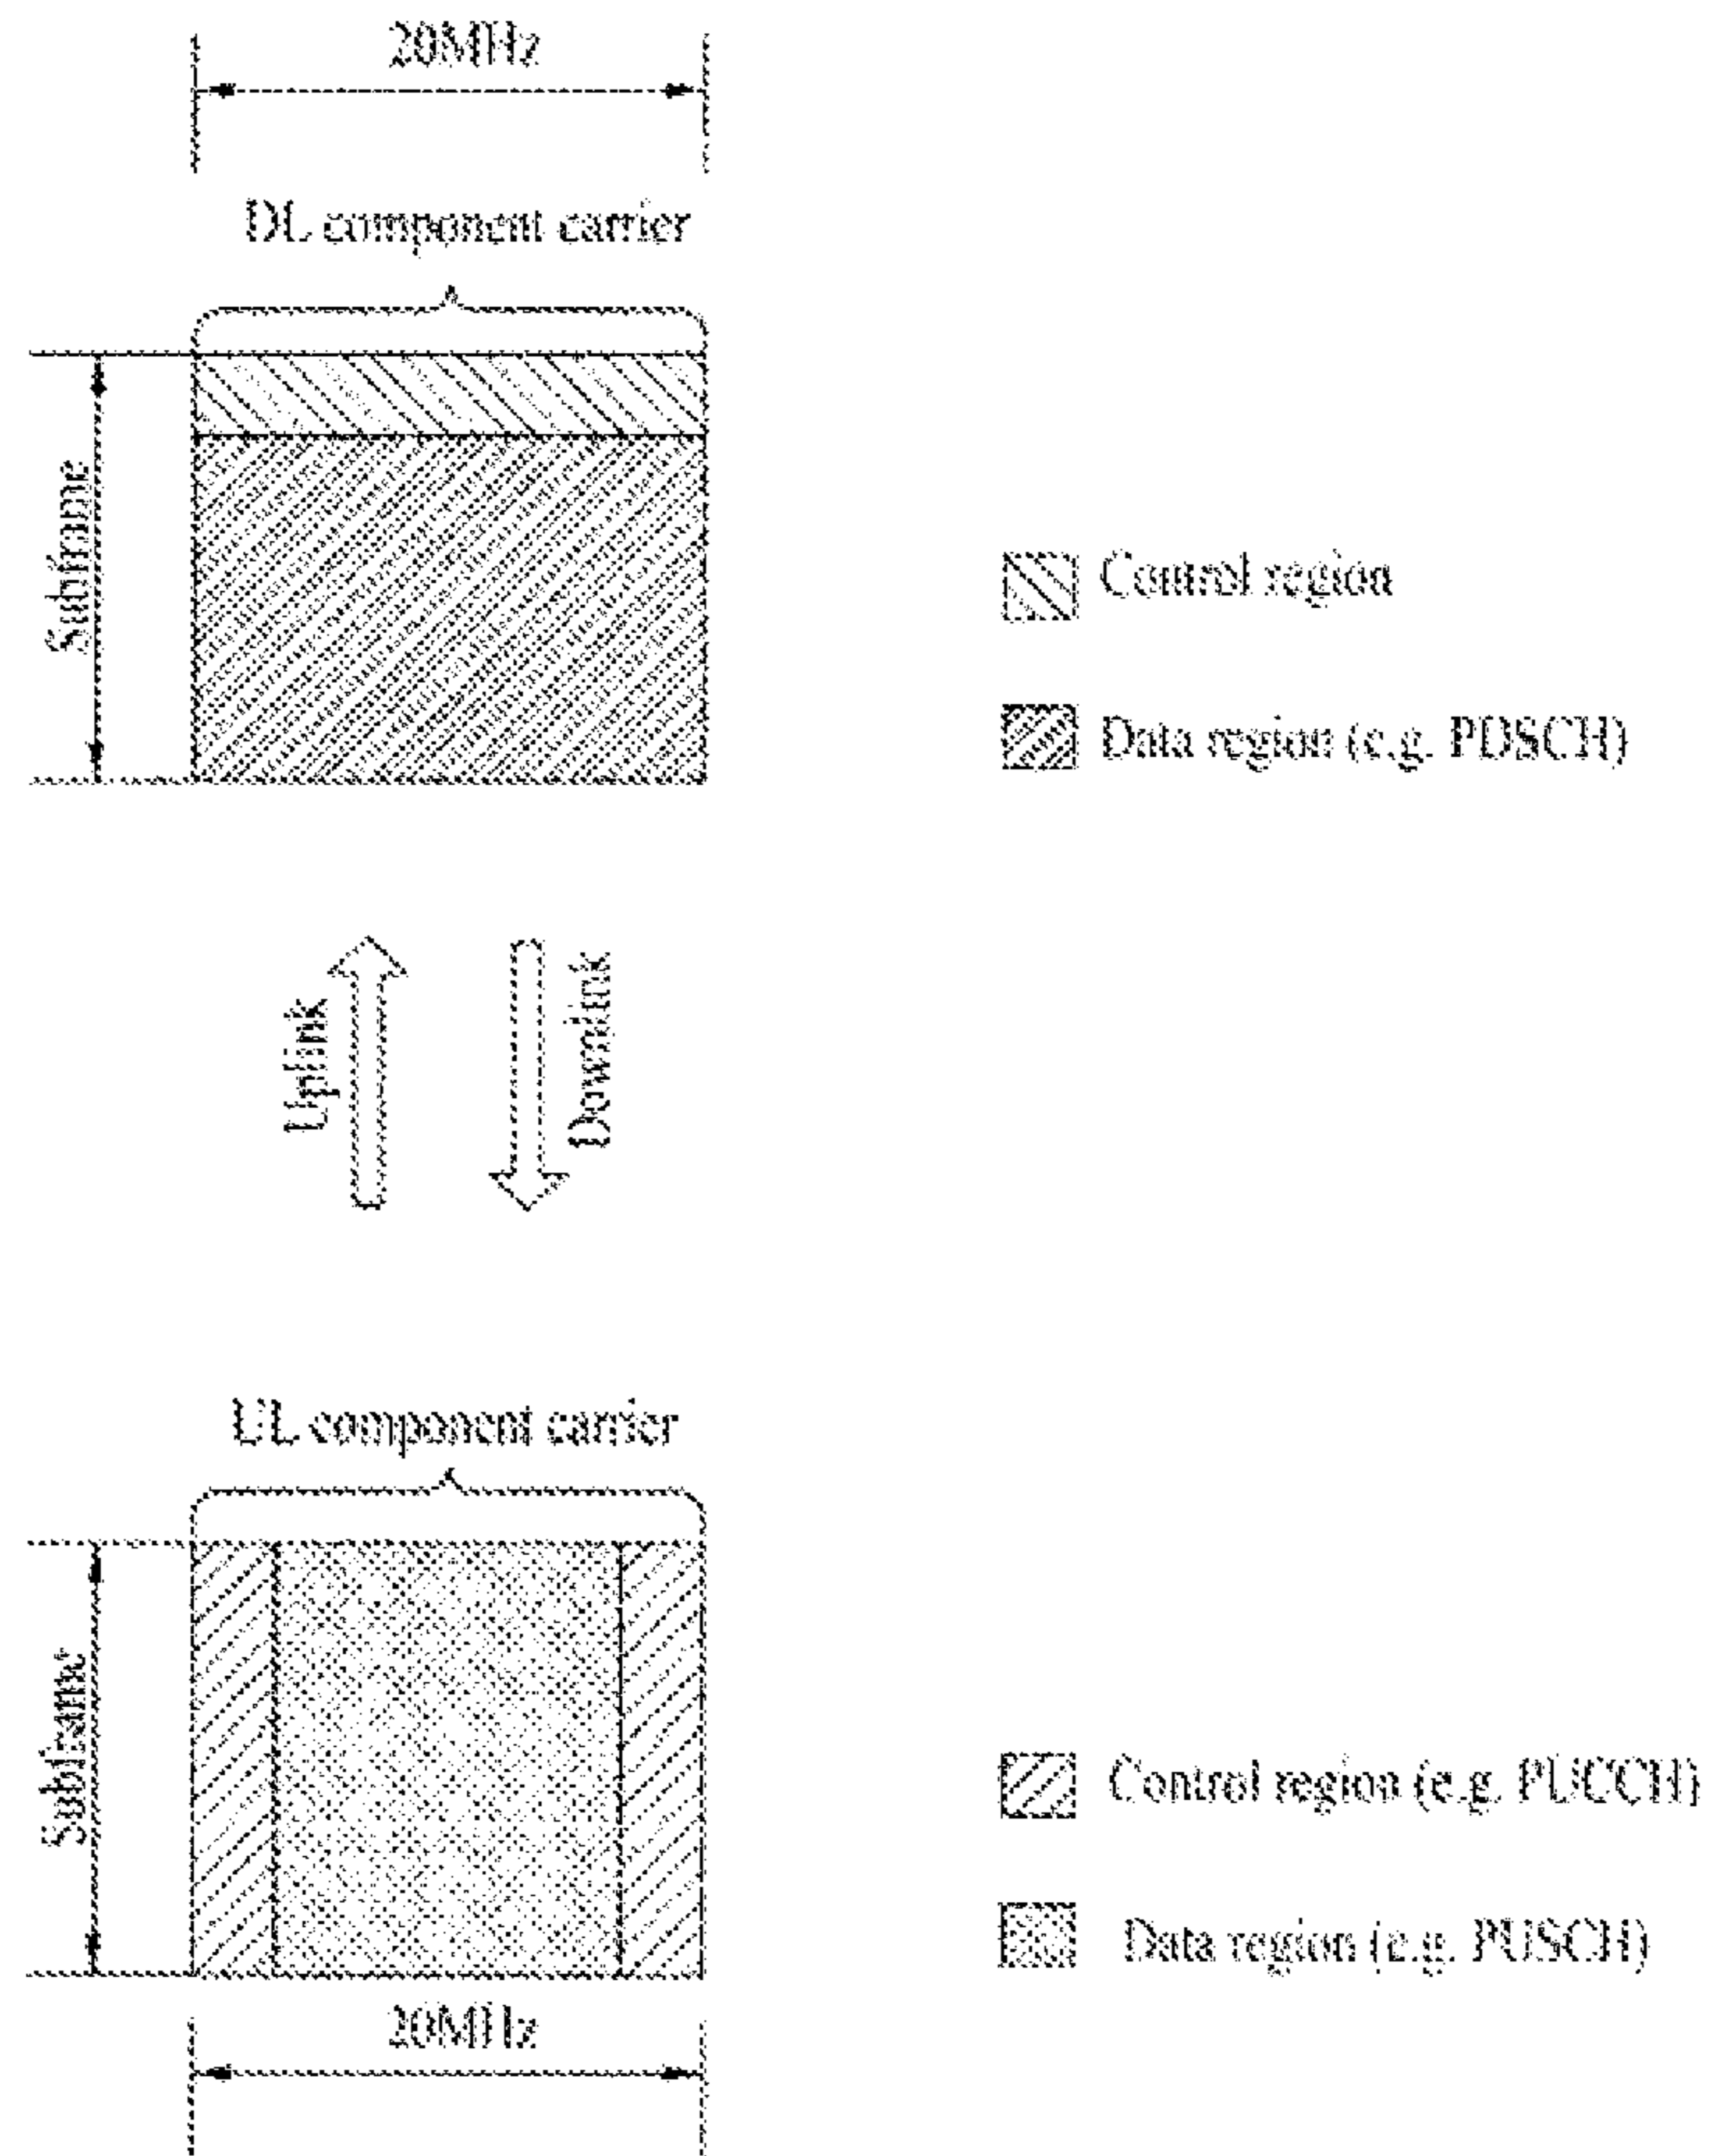 20MHz
DL component carrier
Subframe
Control region
Data region (e.g. PDSCH)
Uplink
Downlink
UL component carrier
Subframe
Control region (e.g. PUCCH)
Data region (e.g. PUSCH)
20MHz